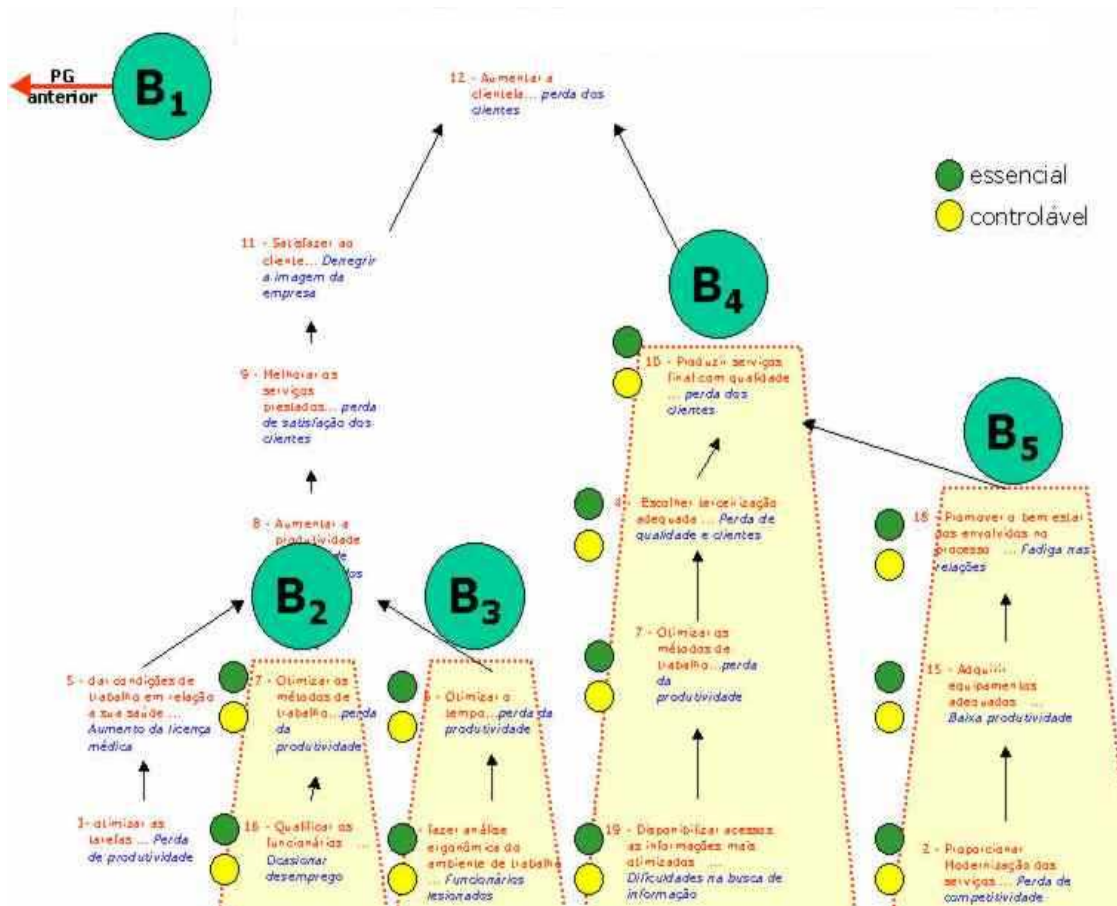 PG
anterior
B1
12 - Aumentar a
clientela... perda dos
clientes
essencial
controlável
11 - Satisfazer ao
cliente... Denegrir
a imagem da
empresa
B4
9 - Melhorar os
serviços
prestados... perda
de satisfação dos
clientes
10 - Produzir serviços
final com qualidade
... perda dos
clientes
B5
8 - Aumentar a
produtividade
de
dos
4 - Escolher terceirização
adequada ... Perda de
qualidade e clientes
18 - Promover o bem estar
dos envolvidos no
processo ... Fadiga nas
relações
B2
B3
5 - dar condições de
trabalho em relação
a sua saúde ...
Aumento da licença
médica
7 - Otimizar os
métodos de
trabalho...perda
da
produtividade
6 - Otimizar o
tempo...perda da
produtividade
7 - Otimizar os
métodos de
trabalho...perda
da
produtividade
15 - Adquirir
equipamentos
adequados ...
Baixa produtividade
otimizar as
tarefas ... Perda
de produtividade
16 - Qualificar os
funcionários ...
Ocasionar
desemprego
fazer análise
ergonômica do
ambiente de trabalho
... Funcionários
lesionados
19 - Disponibilizar acessos
as informações mais
otimizados ...
Dificuldades na busca de
informação
2 - Proporcionar
Modernização dos
serviços ... Perda de
competitividade